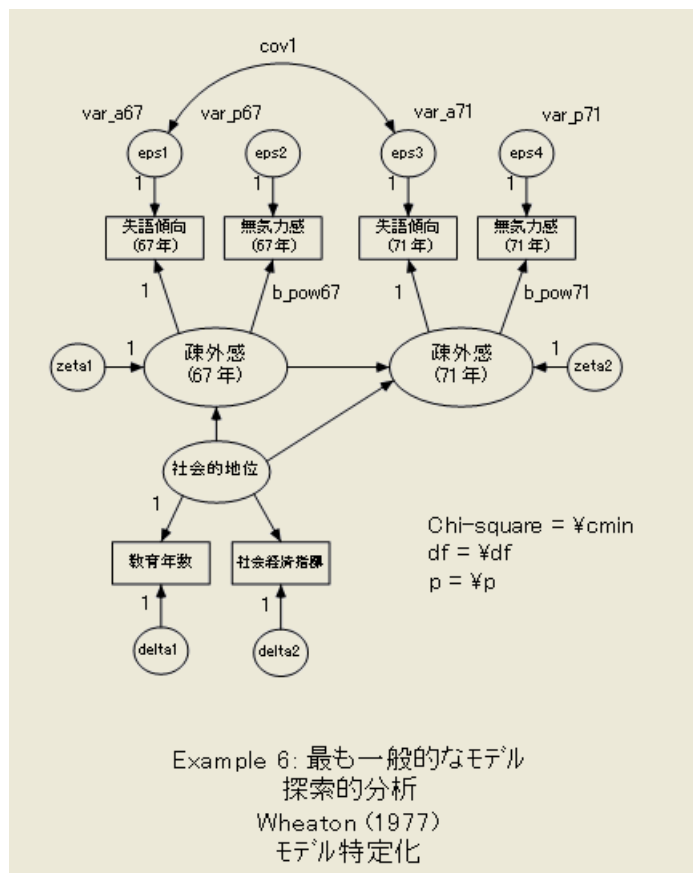 cov1
var_a67
var_p67
var_a71
var_p71
eps1
eps2
eps3
eps4
1
1
1
1
失語傾向
(67年)
無気力感
(67年)
失語傾向
(71年)
無気力感
(71年)
1
b_pow67
1
b_pow71
zeta1
1
疎外感
(67年)
疎外感
(71年)
1
zeta2
社会的地位
1
教育年数
社会経済指標
1
1
delta1
delta2
Chi-square = ¥cmin
df = ¥df
p = ¥p
Example 6: 最も一般的なモデル
探索的分析
Wheaton (1977)
モデル特定化